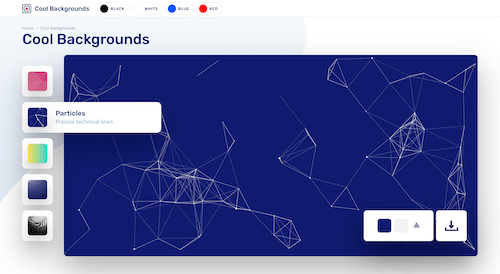 Cool Backgrounds
BLACK
WHITE
BLUE
RED
Home > Cool Backgrounds
Cool Backgrounds
Particles
Precise technical lines